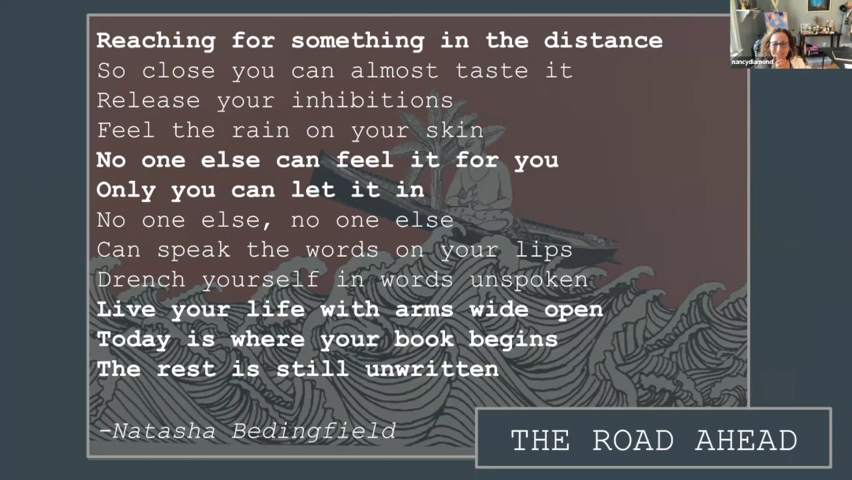 Reaching for something in the distance
So close you can almost taste it
Release your inhibitions
Feel the rain on your skin
No one else can feel it for you
Only you can let it in
No one else, no one else
Can speak the words on your lips
Drench yourself in words unspoken
Live your life with arms wide open
Today is where your book begins
The rest is still unwritten
-Natasha Bedingfield
THE ROAD AHEAD
nancydiamond